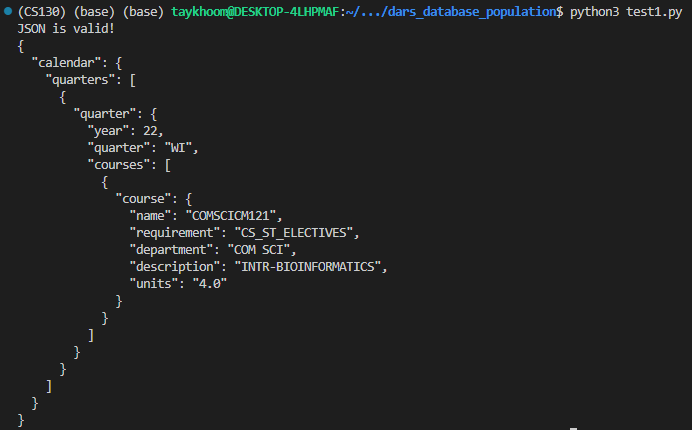 (CS130) (base) (base) taykhoom@DESKTOP-4LHPMAF:~/.../dars_database_population$ python3 test1.py
JSON is valid!
{
  "calendar": {
    "quarters": [
      {
        "quarter": {
          "year": 22,
          "quarter": "WI",
          "courses": [
            {
              "course": {
                "name": "COMSCICM121",
                "requirement": "CS_ST_ELECTIVES",
                "department": "COM SCI",
                "description": "INTR-BIOINFORMATICS",
                "units": "4.0"
              }
            }
          ]
        }
      }
    ]
  }
}